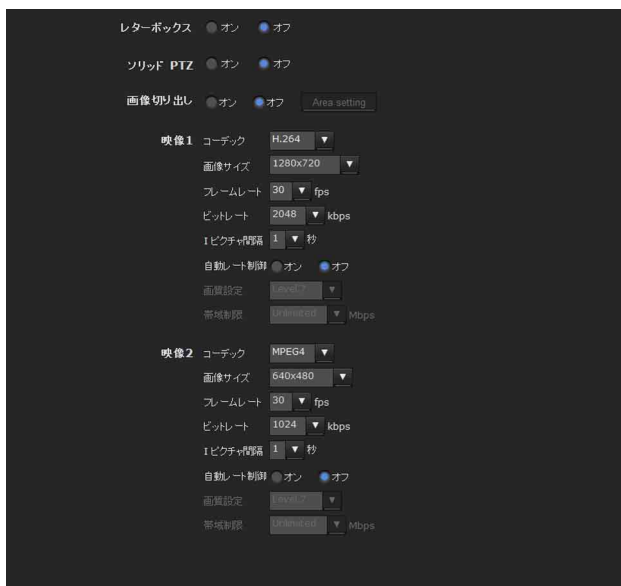 レターボックス オン オフ
ソリッド PTZ オン オフ
画像切り出し オン オフ Area setting
映像1 コーデック H.264
画像サイズ 1280x720
フレームレート 30 fps
ビットレート 2048 kbps
I ピクチャ間隔 1 秒
自動レート制御 オン オフ
画質設定 Level.7
帯域制限 Unlimited Mbps
映像2 コーデック MPEG4
画像サイズ 640x480
フレームレート 30 fps
ビットレート 1024 kbps
I ピクチャ間隔 1 秒
自動レート制御 オン オフ
画質設定 Level.7
帯域制限 Unlimited Mbps